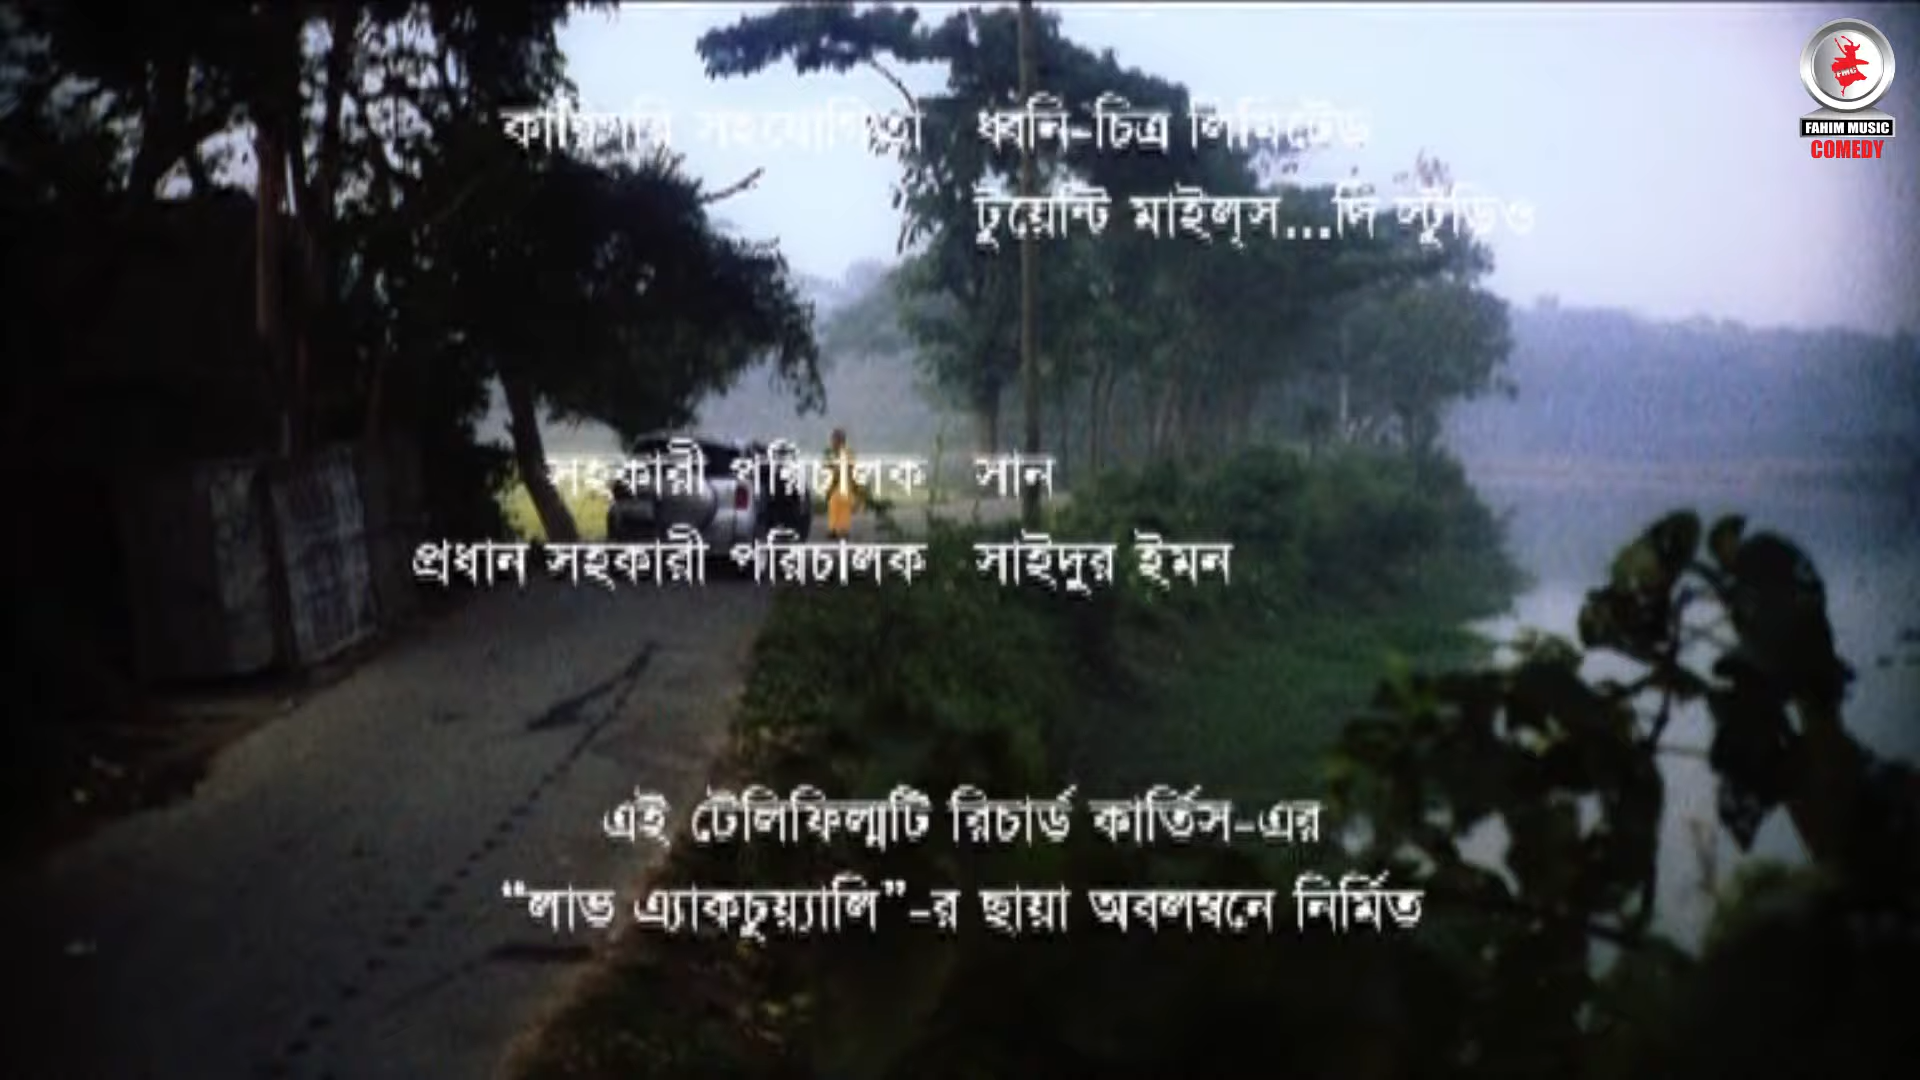 কারিগরি সহযোগিতা ধ্বনি-চিত্র লিমিটেড
টুয়েন্টি মাইল্‌স...দি স্টুডিও
সহকারী পরিচালক সান
প্রধান সহকারী পরিচালক সাইদুর ইমন
এই টেলিফিল্মটি রিচার্ড কার্তিস-এর
“লাভ এ্যাকচুয়্যালি”-র ছায়া অবলম্বনে নির্মিত
FMC
FAHIM MUSIC
COMEDY